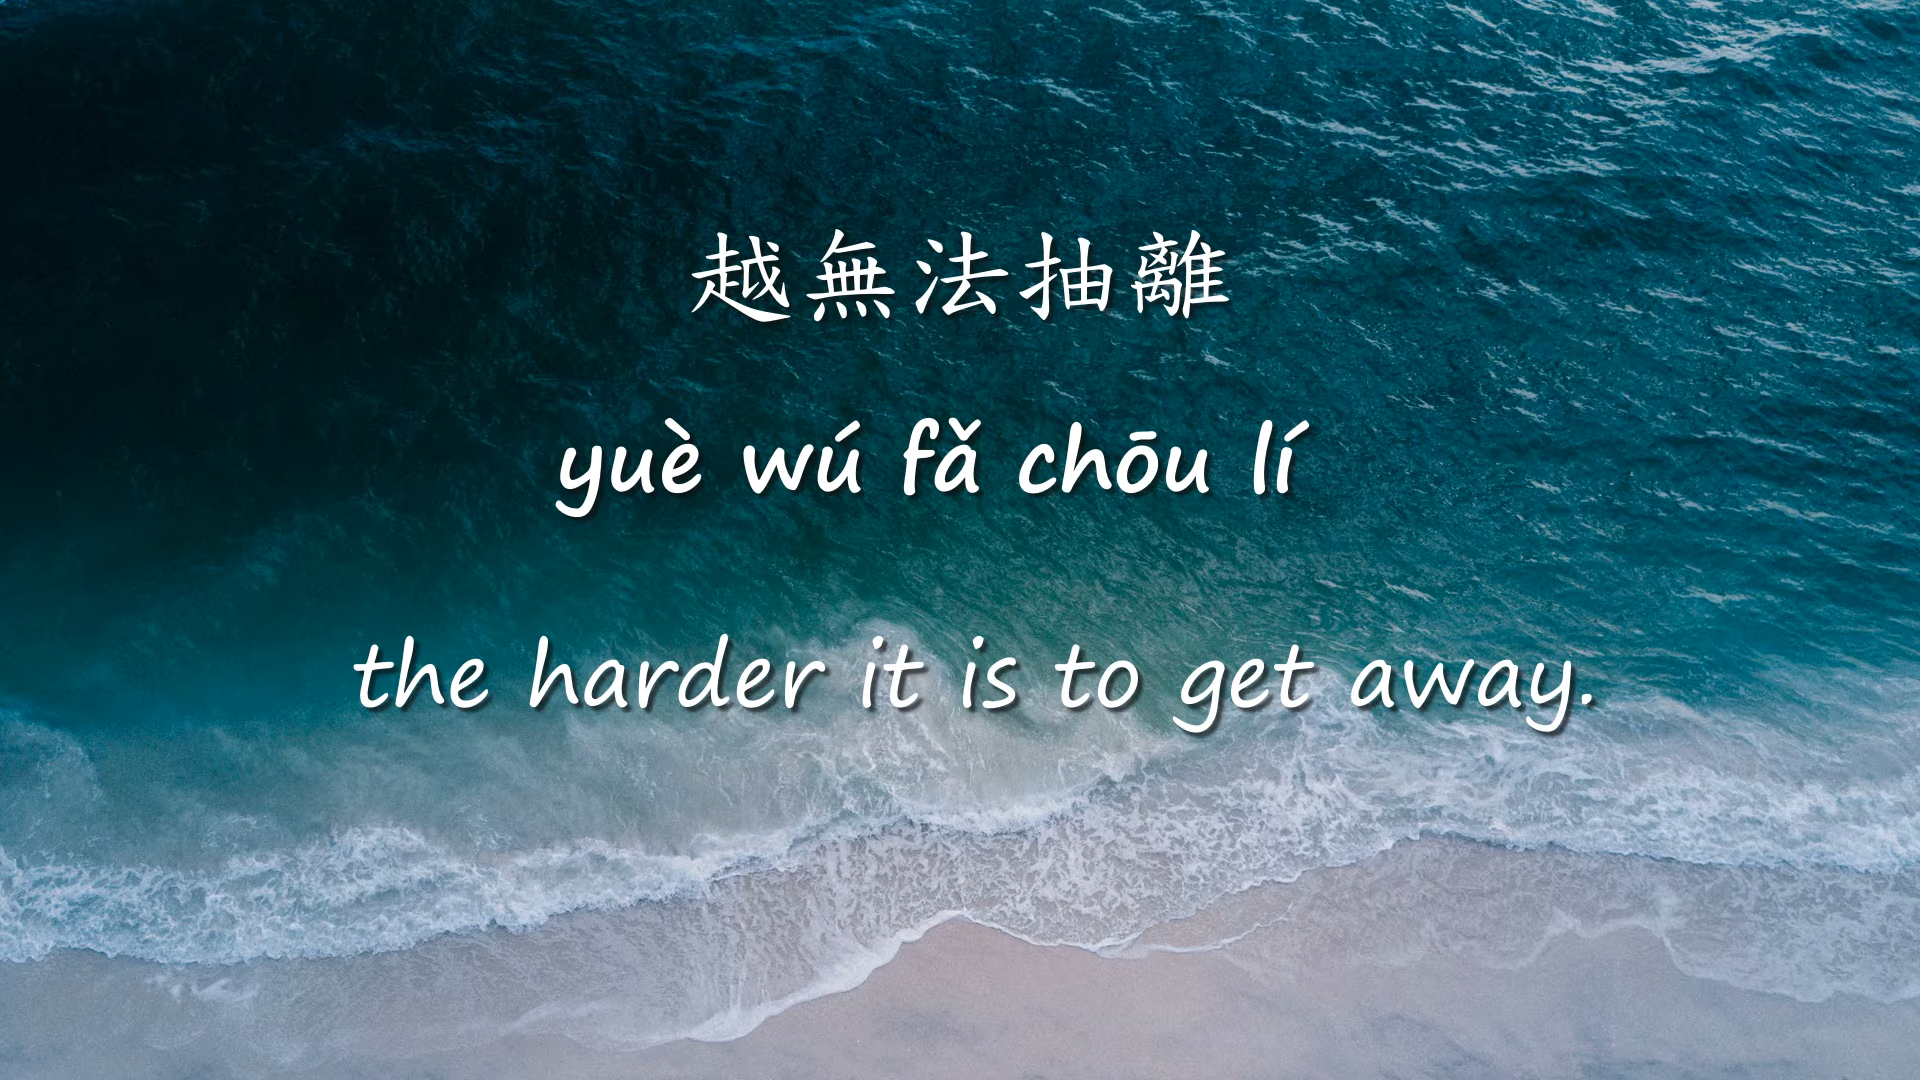 越無法抽離
yuè wú fǎ chōu lí
the harder it is to get away.